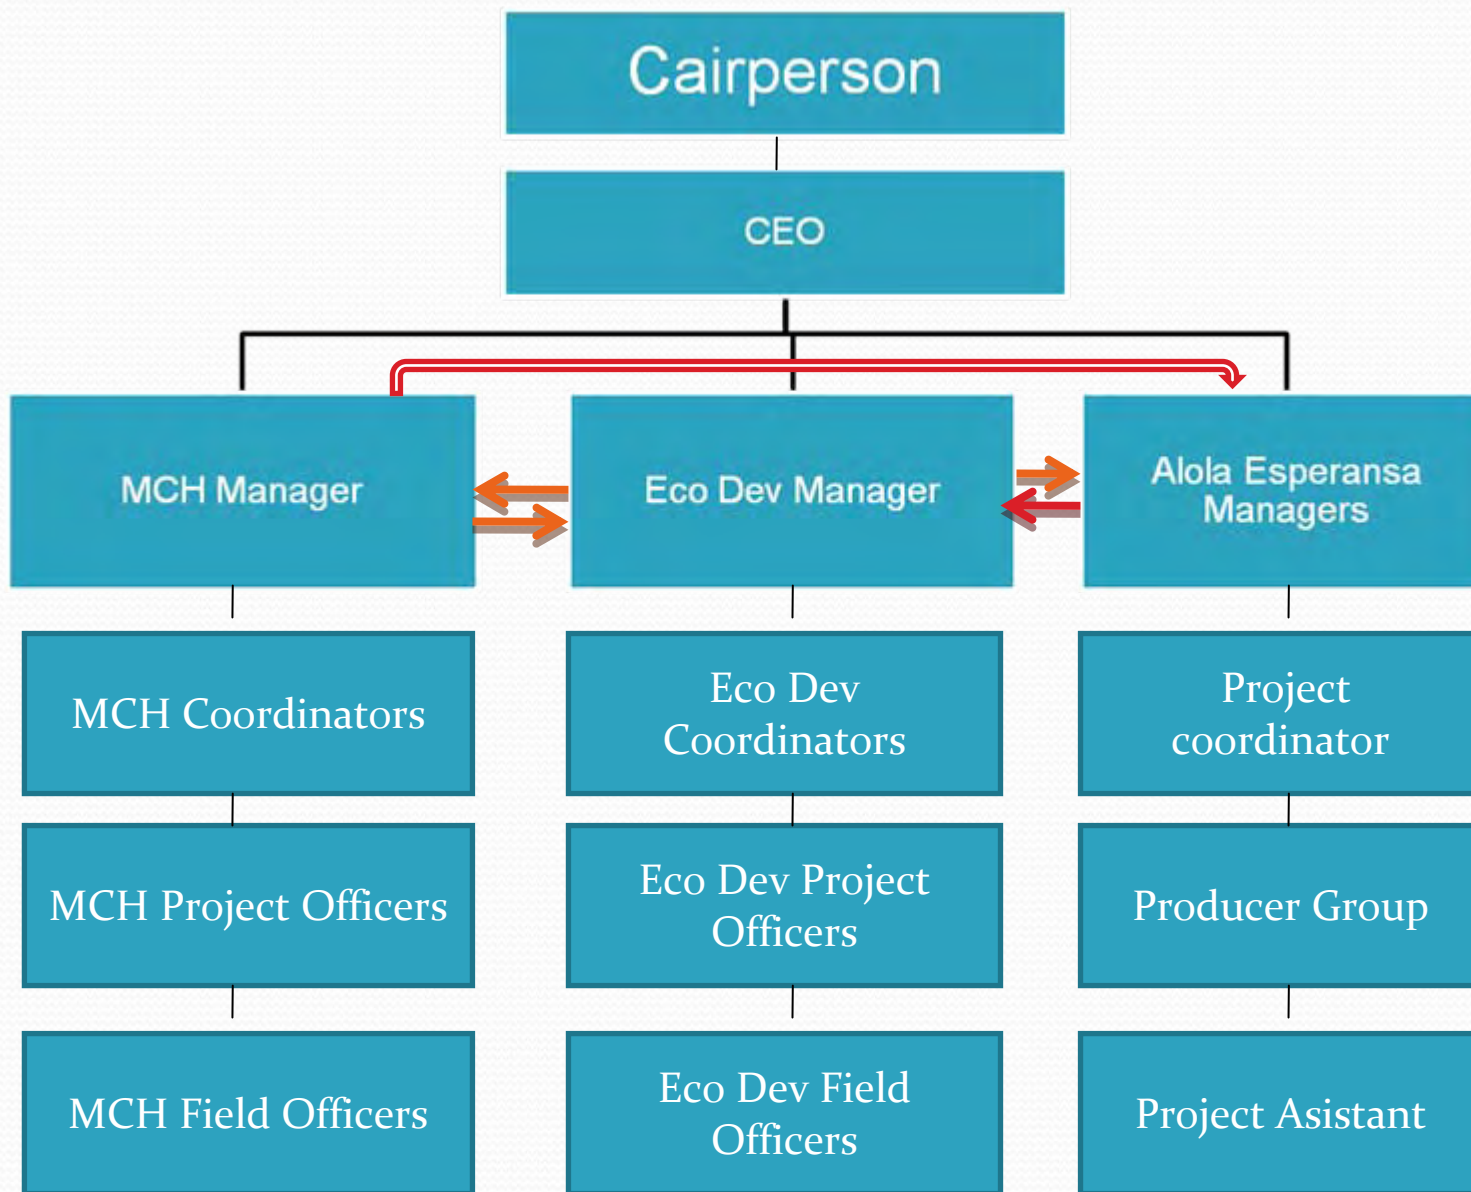 Cairperson
CEO
MCH Manager
Eco Dev Manager
Alola Esperansa
Managers
MCH Coordinators
Eco Dev
Coordinators
Project
coordinator
MCH Project Officers
Eco Dev Project
Officers
Producer Group
MCH Field Officers
Eco Dev Field
Officers
Project Asistant